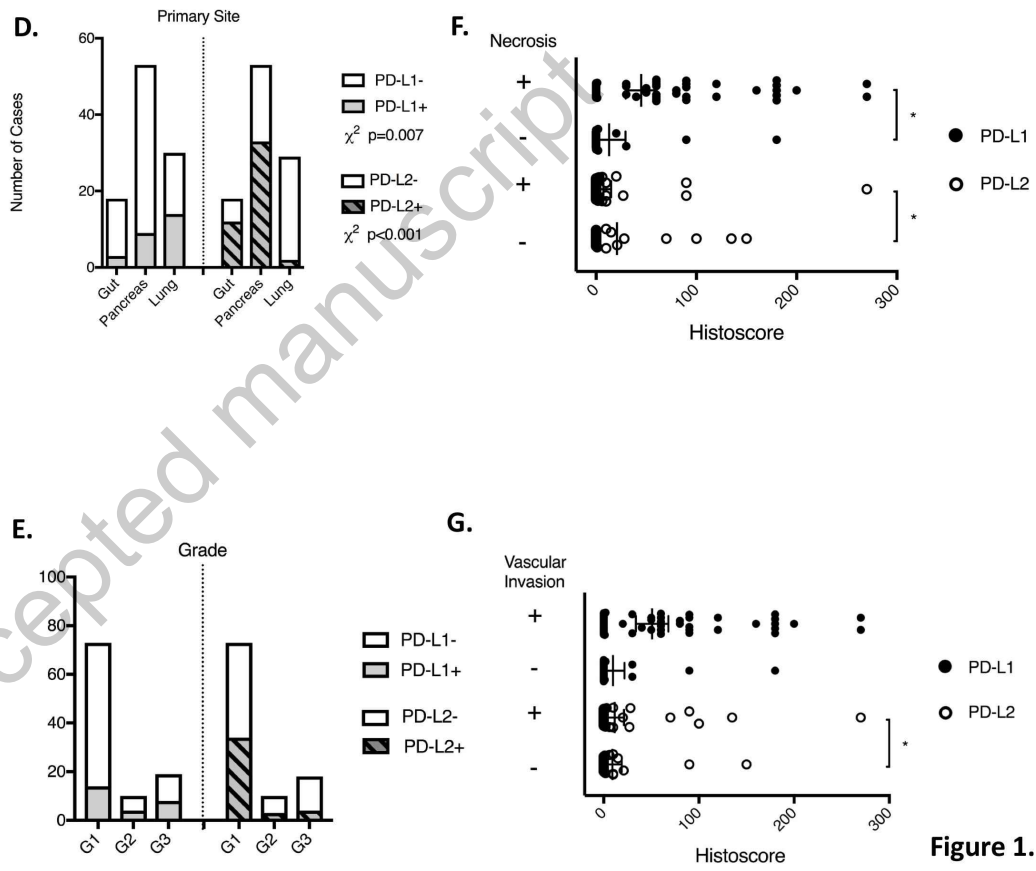 D.
Primary Site
Number of Cases
60
40
20
0
Gut
Pancreas
Lung
Gut
Pancreas
Lung
PD-L1-
PD-L1+
χ² p=0.007
PD-L2-
PD-L2+
χ² p<0.001
F.
Necrosis
+
-
+
-
*
*
PD-L1
PD-L2
0
100
200
300
Histoscore
E.
Grade
100
80
60
40
20
0
G1
G2
G3
G1
G2
G3
PD-L1-
PD-L1+
PD-L2-
PD-L2+
G.
Vascular
Invasion
+
-
+
-
*
PD-L1
PD-L2
0
100
200
300
Histoscore
Figure 1.
cepted manuscript